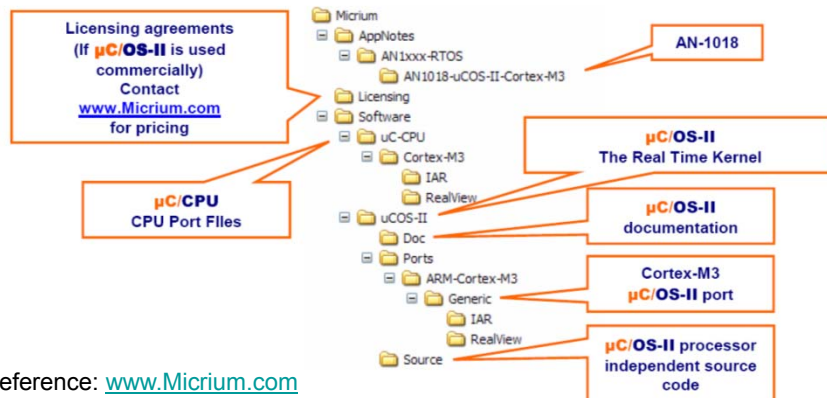 Licensing agreements
(If µC/OS-II is used
commercially)
Contact
www.Micrium.com
for pricing
µC/CPU
CPU Port FIles
Micrium
AppNotes
AN1xxx-RTOS
AN1018-uCOS-II-Cortex-M3
Licensing
Software
uC-CPU
Cortex-M3
IAR
RealView
uCOS-II
Doc
Ports
ARM-Cortex-M3
Generic
IAR
RealView
Source
AN-1018
µC/OS-II
The Real Time Kernel
µC/OS-II
documentation
Cortex-M3
µC/OS-II port
µC/OS-II processor
independent source
code
eference: www.Micrium.com